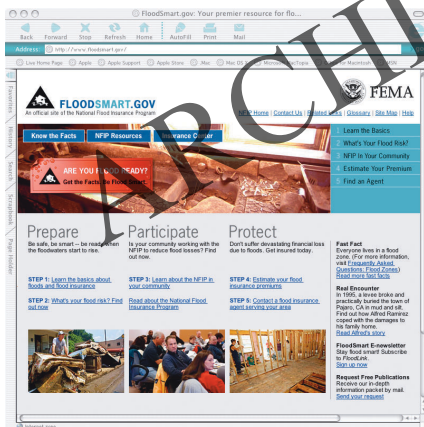 FloodSmart.gov: Your premier resource for flo...
Back Forward Stop Refresh Home AutoFill Print Mail
Address: http://www.floodsmart.gov/
Live Home Page Apple Apple Support Apple Store .Mac Mac OS
Favorites
History
Search
Scrapbook
Page Holder
FLOODSMART.GOV
An official site of the National Flood Insurance Program
FEMA
NFIP Home | Contact Us | Related Links | Glossary | Site Map | Help
Know the Facts NFIP Resources Insurance Center
ARE YOU FLOOD READY?
Get the Facts. Be Flood Smart.
1 Learn the Basics
2 What's Your Flood Risk?
3 NFIP In Your Community
4 Estimate Your Premium
5 Find an Agent
ARCHI
Prepare
Be safe, be smart -- be ready when
the floodwaters start to rise.
STEP 1: Learn the basics about
floods and flood insurance
STEP 2: What's your flood risk? Find
out now
Participate
Is your community working with the
NFIP to reduce flood losses? Find
out now.
STEP 3: Learn about the NFIP in
your community
Read about the National Flood
Insurance Program
Protect
Don't suffer devastating financial loss
due to floods. Get insured today.
STEP 4: Estimate your flood
insurance premiums
STEP 5: Contact a flood insurance
agent serving your area
Fast Fact
Everyone lives in a flood
zone. (For more information,
visit Frequently Asked
Questions: Flood Zones)
Read more fast facts
Real Encounter
In 1995, a levee broke and
practically buried the town of
Pajaro, CA in mud and silt.
Find out how Alfred Ramirez
coped with the damages to
his family home.
Read Alfred's story
FloodSmart E-newsletter
Stay flood smart! Subscribe
to FloodLink.
Sign up now
Request Free Publications
Receive our in-depth
information packet by mail.
Send your request
Internet zone